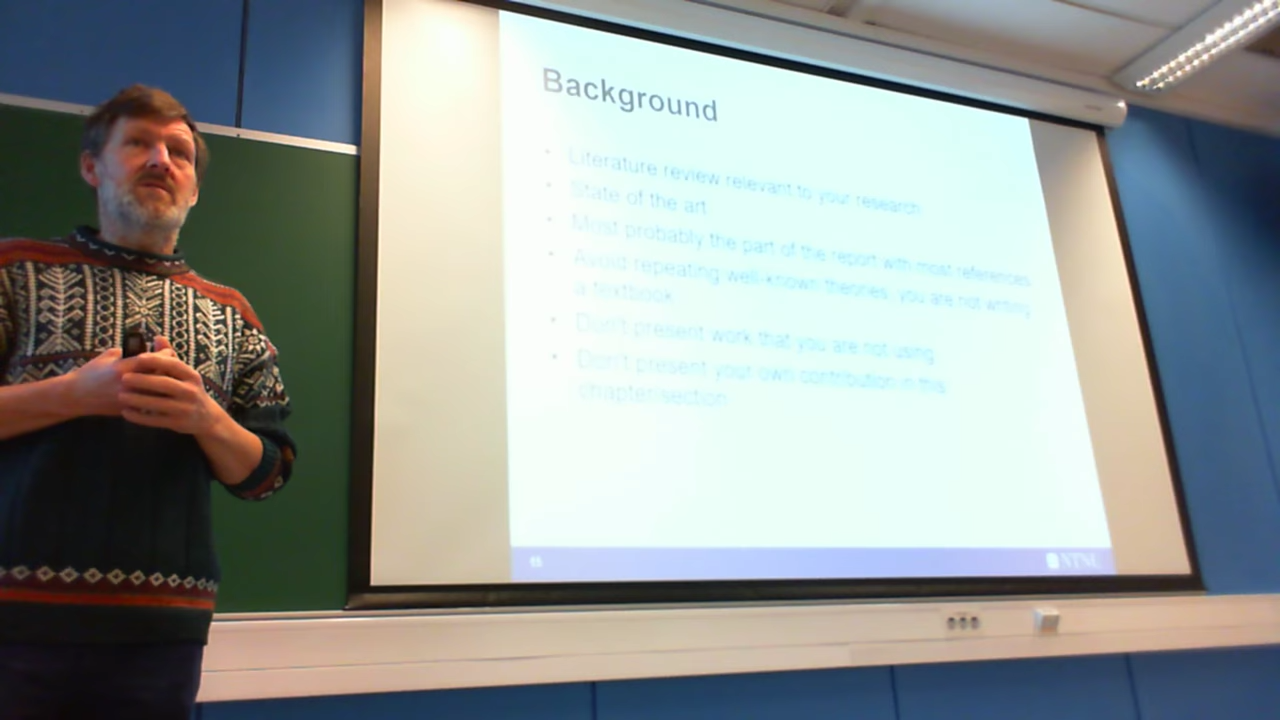 Background
• Literature review relevant to your research
• State of the art
• Most probably the part of the report with most references
• Avoid repeating well-known theories, you are not writing
a textbook
• Don't present work that you are not using
• Don't present your own contribution in this
chapter/section
65 NTNU